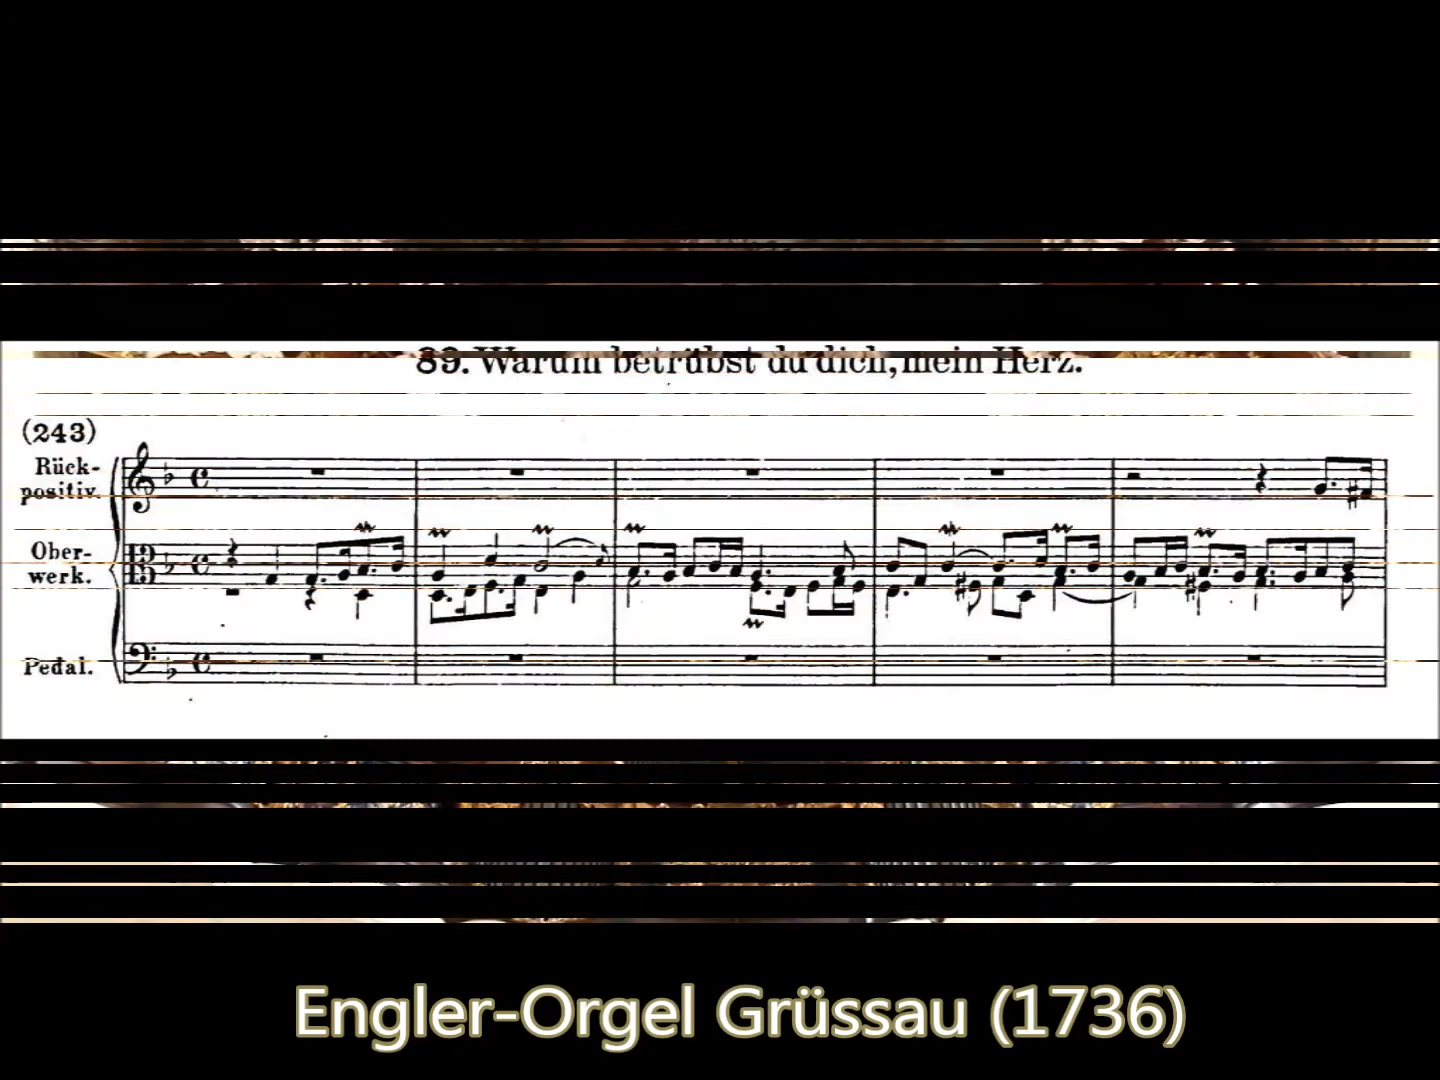 89. Warum betrübst du dich, mein Herz.
(243)
Rück-
positiv.
Ober-
werk.
Pedal.
Engler-Orgel Grüssau (1736)